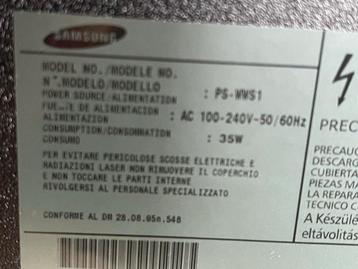 SAMSUNG
MODEL NO./MODELE NO.
N°.MODELO/MODELLO : PS-WWS1
POWER SOURCE/ALIMENTATION
DE ALIMENTACION
ALIMENTAZIONE : AC 100-240V~50/60Hz
CONSUMPTION/CONSOMMATION
CONSUMO : 35W
PER EVITARE PERICOLOSE SCOSSE ELETTRICHE E
RADIAZIONI LASER NON RIMUOVERE IL COPERCHIO
E NON TOCCARE LE PARTI INTERNE
RIVOLGERSI AL PERSONALE SPECIALIZZATO
CONFORME AL DM 28.08.95n.548
PREC
PRECAUC
DESCARG
CUBIERTA
PIEZAS M
LA REPARA
TECNICO C
A Készülé
eltávolítás